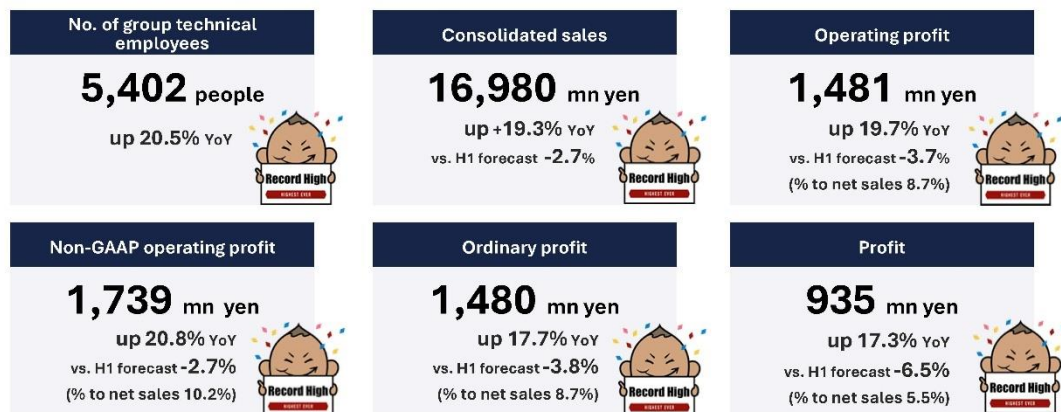 No. of group technical
employees
5,402 people
up 20.5% YoY
Record High
HIGHEST EVER
Consolidated sales
16,980 mn yen
up +19.3% YoY
vs. H1 forecast -2.7%
Record High
HIGHEST EVER
Operating profit
1,481 mn yen
up 19.7% YoY
vs. H1 forecast -3.7%
(% to net sales 8.7%)
Record High
HIGHEST EVER
Non-GAAP operating profit
1,739 mn yen
up 20.8% YoY
vs. H1 forecast -2.7%
(% to net sales 10.2%)
Record High
HIGHEST EVER
Ordinary profit
1,480 mn yen
up 17.7% YoY
vs. H1 forecast -3.8%
(% to net sales 8.7%)
Record High
HIGHEST EVER
Profit
935 mn yen
up 17.3% YoY
vs. H1 forecast -6.5%
(% to net sales 5.5%)
Record High
HIGHEST EVER